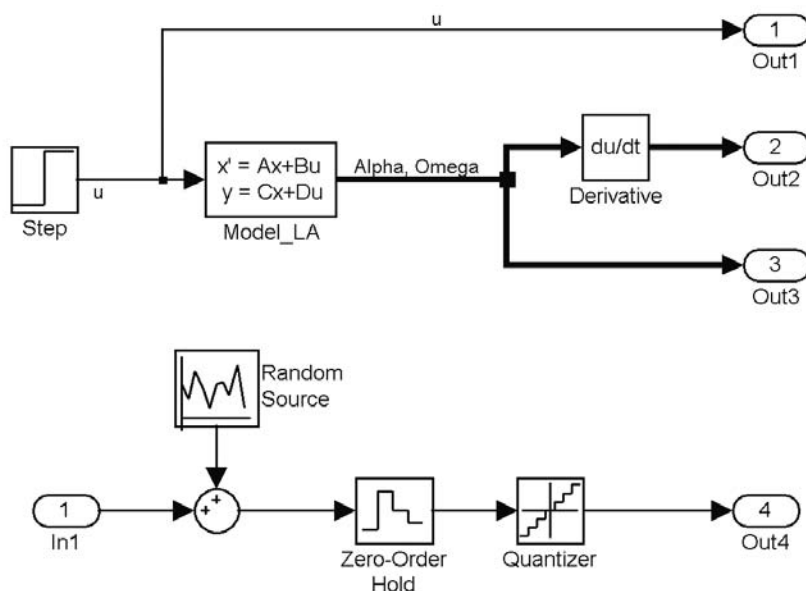 u
1
Out1
x' = Ax+Bu
y = Cx+Du
Alpha, Omega
du/dt
2
Out2
u
Derivative
Step
Model_LA
3
Out3
Random
Source
1
+
+
4
In1
Zero-Order
Hold
Quantizer
Out4